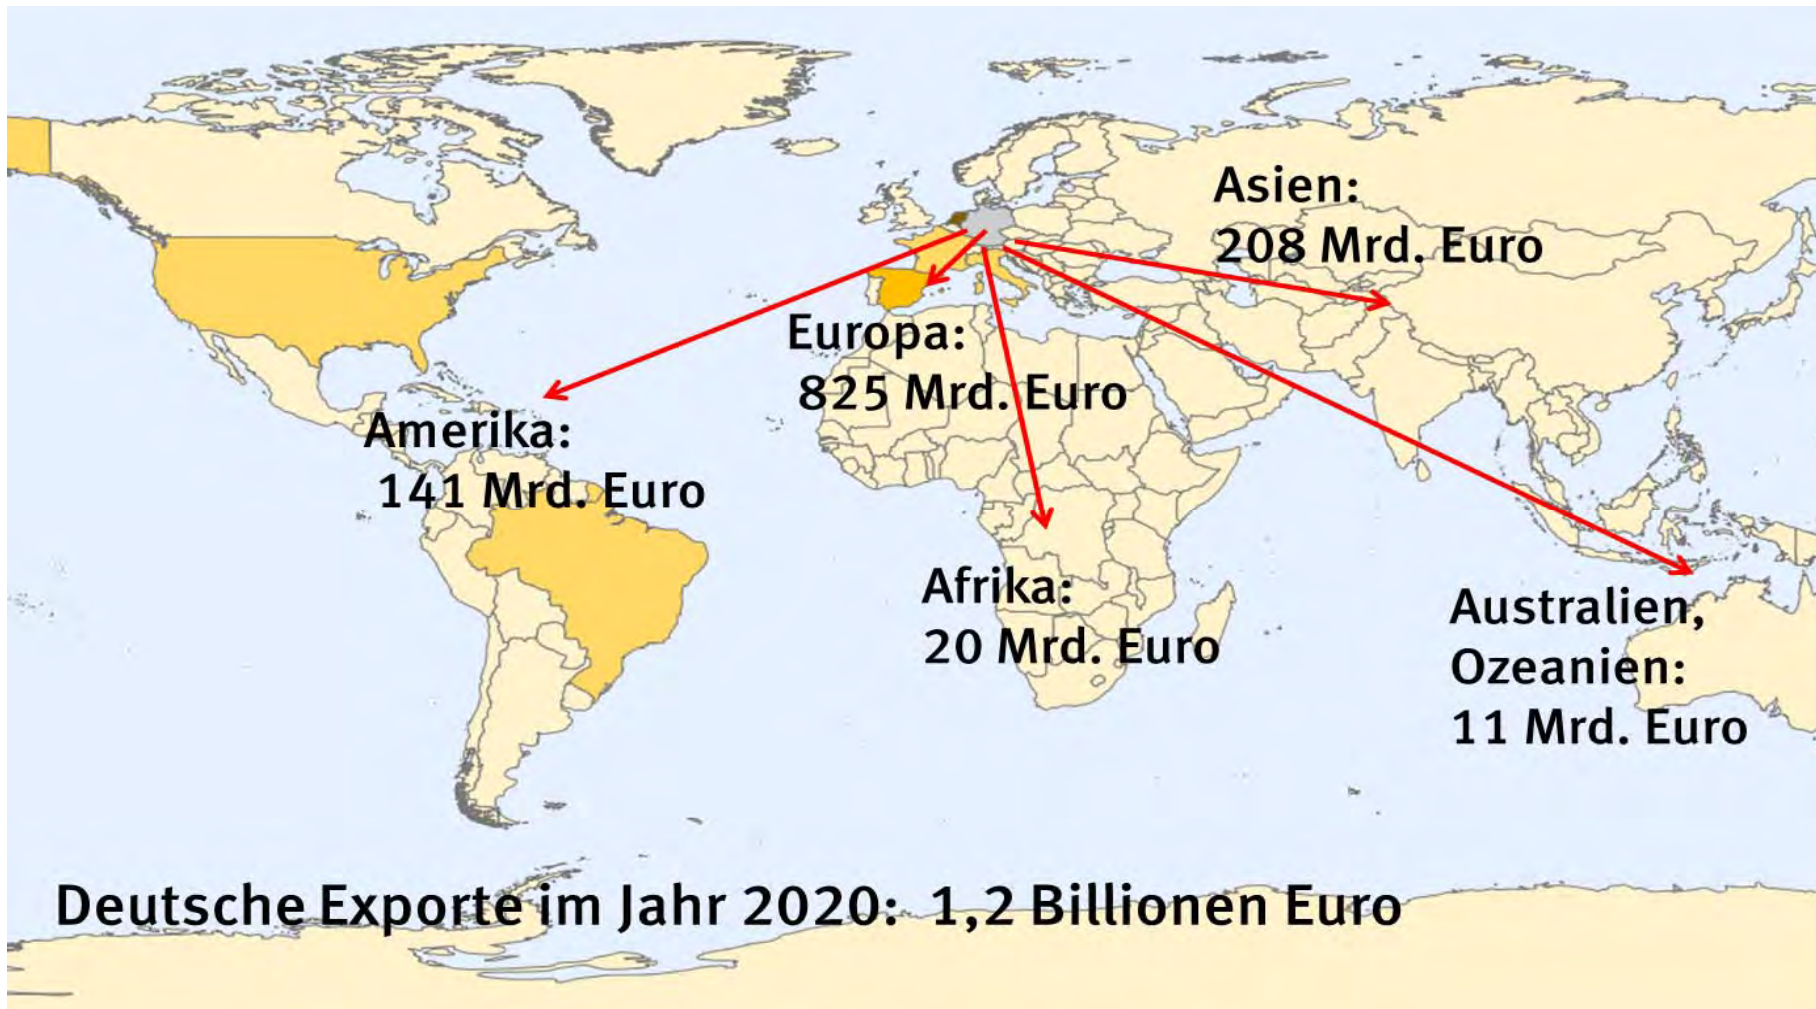 Asien:
208 Mrd. Euro
Europa:
825 Mrd. Euro
Amerika:
141 Mrd. Euro
Afrika:
20 Mrd. Euro
Australien,
Ozeanien:
11 Mrd. Euro
Deutsche Exporte im Jahr 2020: 1,2 Billionen Euro